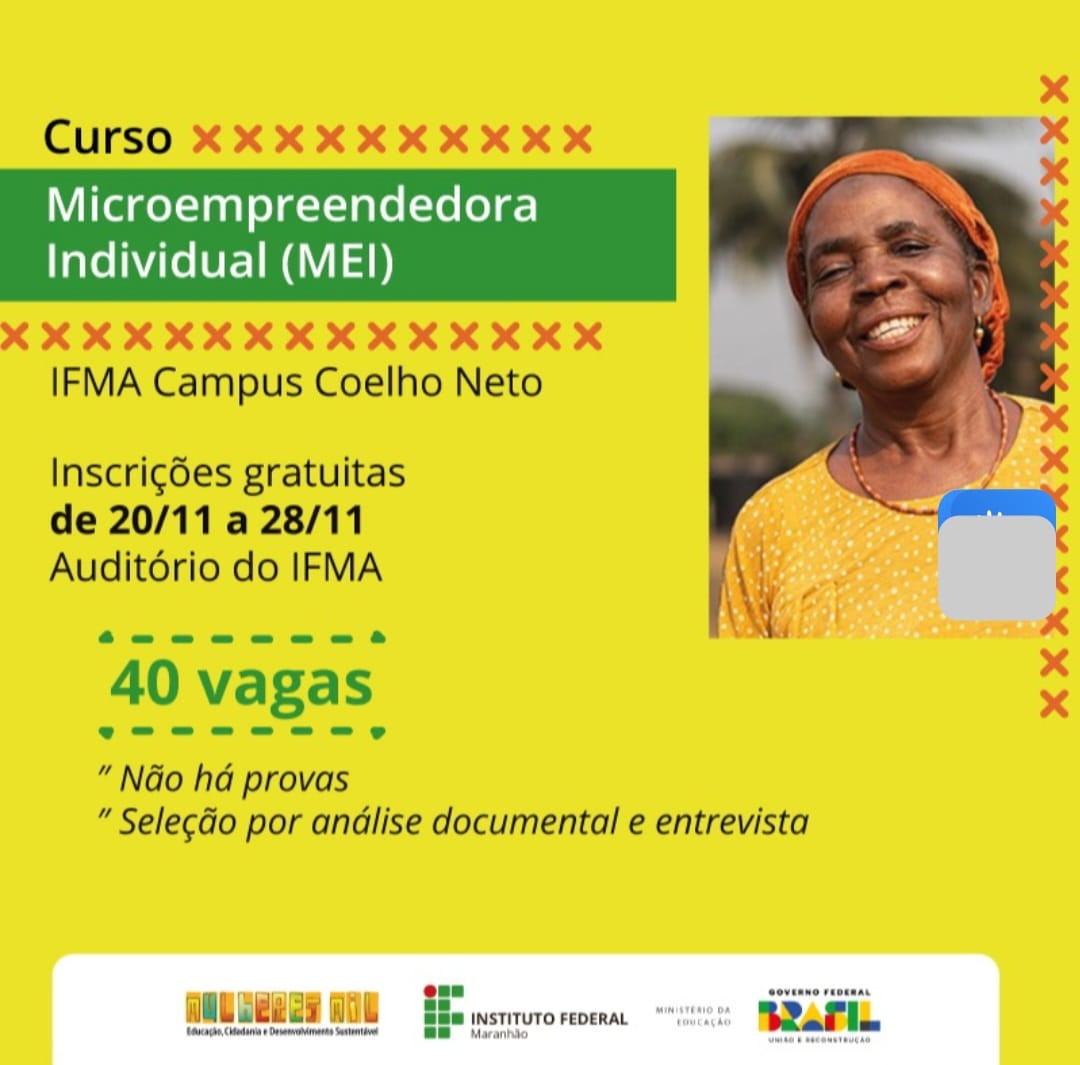 Curso
Microempreendedora
Individual (MEI)
IFMA Campus Coelho Neto
Inscrições gratuitas
de 20/11 a 28/11
Auditório do IFMA
40 vagas
" Não há provas
" Seleção por análise documental e entrevista
MULHERES MIL
Educação, Cidadania e Desenvolvimento Sustentável
INSTITUTO FEDERAL
Maranhão
MINISTÉRIO DA
EDUCAÇÃO
GOVERNO FEDERAL
BRASIL
UNIÃO E RECONSTRUÇÃO